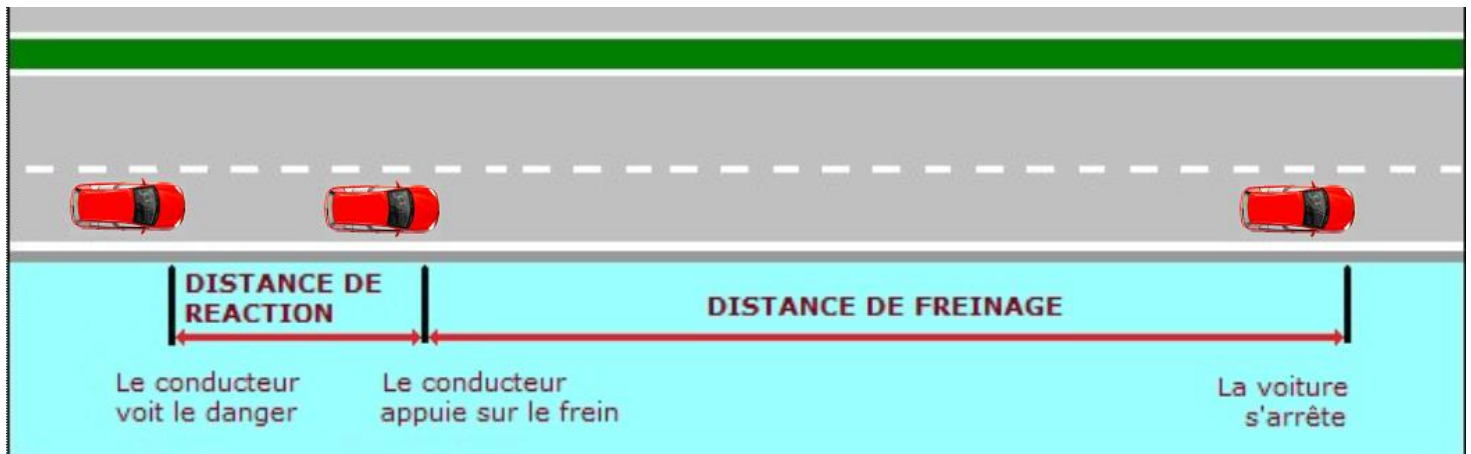 DISTANCE DE
REACTION
DISTANCE DE FREINAGE
Le conducteur
voit le danger
Le conducteur
appuie sur le frein
La voiture
s'arrête